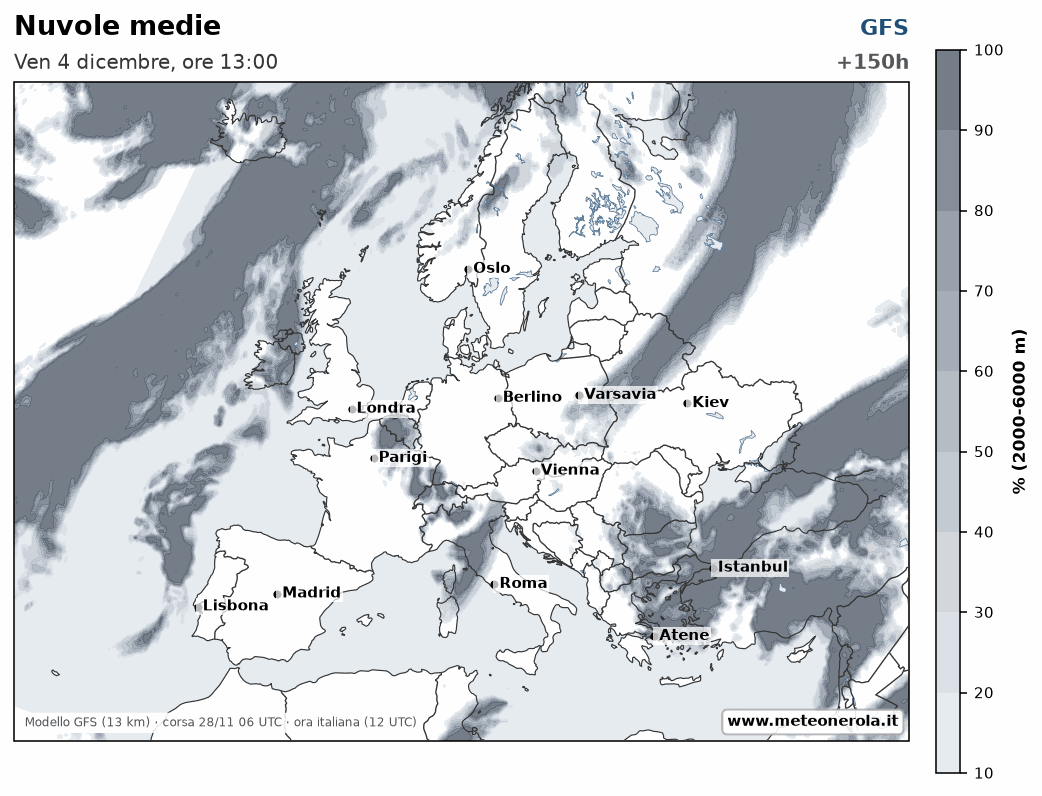 Nuvole medie
GFS
Ven 4 dicembre, ore 13:00
+150h
100
90
80
70
60
50
40
30
20
10
% (2000-6000 m)
Oslo
Londra
Berlino
Varsavia
Kiev
Parigi
Vienna
Istanbul
Roma
Madrid
Lisbona
Atene
Modello GFS (13 km) · corsa 28/11 06 UTC · ora italiana (12 UTC)
www.meteonerola.it